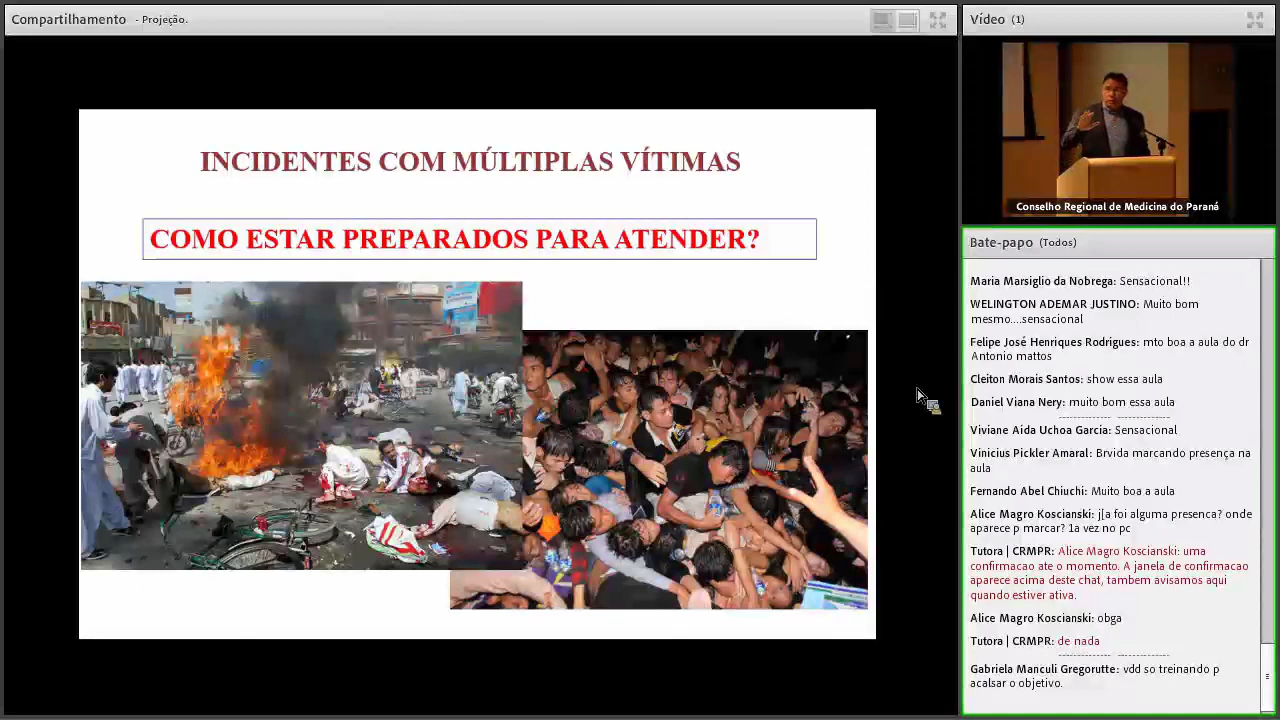 Compartilhamento - Projeção.
INCIDENTES COM MÚLTIPLAS VÍTIMAS
COMO ESTAR PREPARADOS PARA ATENDER?
Vídeo (1)
Conselho Regional de Medicina do Paraná
Bate-papo (Todos)
Maria Marsiglio da Nobrega: Sensacional!!
WELINGTON ADEMAR JUSTINO: Muito bom
mesmo....sensacional
Felipe José Henriques Rodrigues: mto boa a aula do dr
Antonio mattos
Cleiton Morais Santos: show essa aula
Daniel Viana Nery: muito bom essa aula
Viviane Aida Uchoa Garcia: Sensacional
Vinicius Pickler Amaral: Brvida marcando presença na
aula
Fernando Abel Chiuchi: Muito boa a aula
Alice Magro Koscianski: j[a foi alguma presenca? onde
aparece p marcar? 1a vez no pc
Tutora | CRMPR: Alice Magro Koscianski: uma
confirmacao ate o momento. A janela de confirmacao
aparece acima deste chat, tambem avisamos aqui
quando estiver ativa.
Alice Magro Koscianski: obga
Tutora | CRMPR: de nada
Gabriela Manculi Gregorutte: vdd so treinando p
acalsar o objetivo.